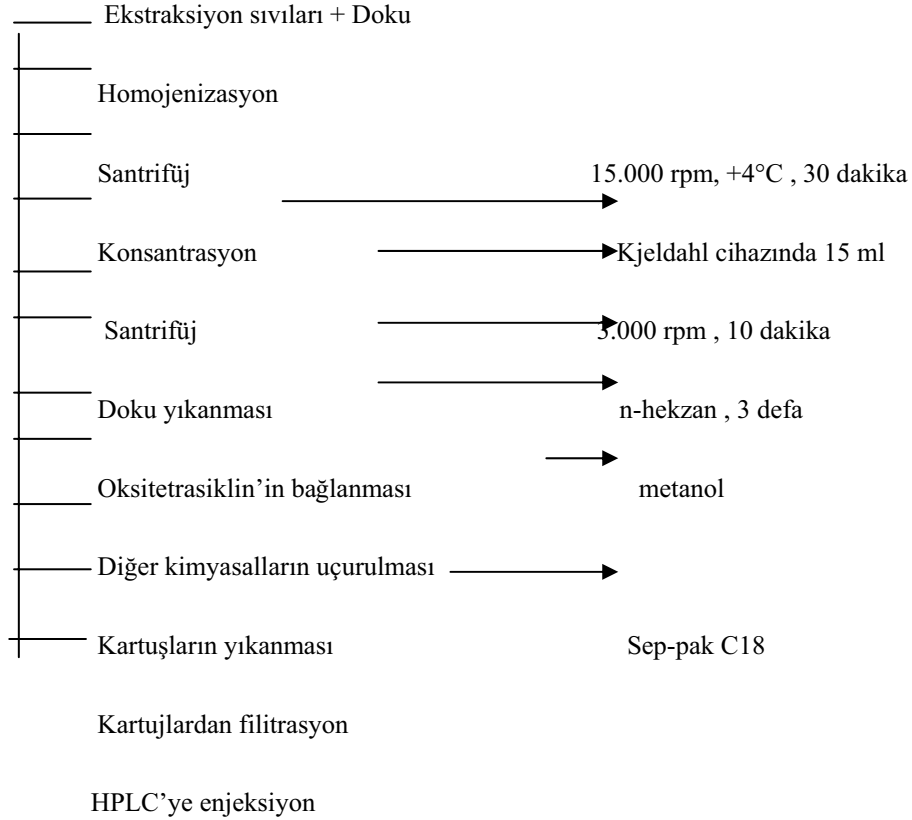 Ekstraksiyon sıvıları + Doku
Homojenizasyon
Santrifüj 15.000 rpm, +4°C , 30 dakika
Konsantrasyon Kjeldahl cihazında 15 ml
Santrifüj 3.000 rpm , 10 dakika
Doku yıkanması n-hekzan , 3 defa
Oksitetrasiklin’in bağlanması metanol
Diğer kimyasalların uçurulması
Kartuşların yıkanması Sep-pak C18
Kartujlardan filitrasyon
HPLC’ye enjeksiyon